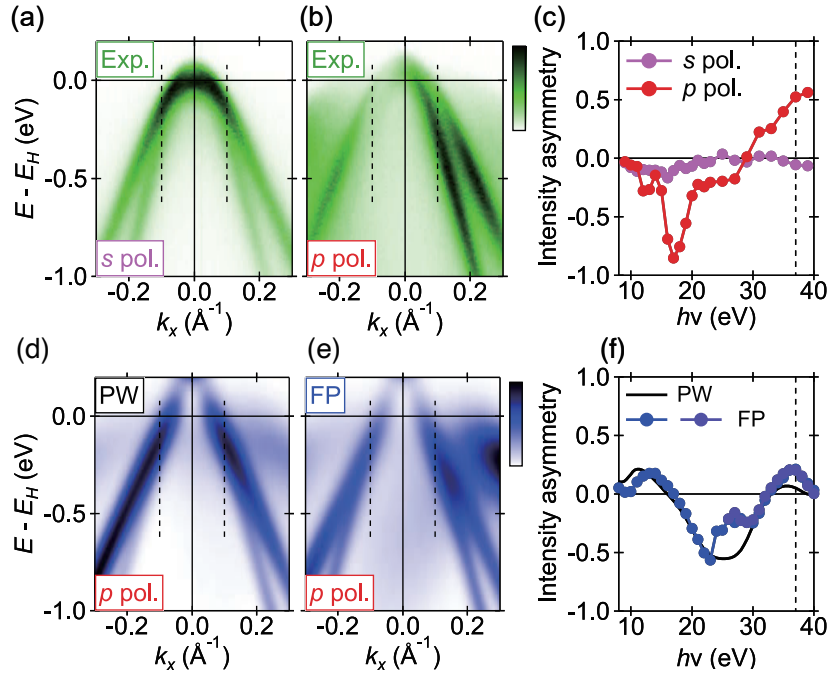 (a) (b) (c)
Exp. Exp.
s pol. p pol.
E - E_H (eV)
0.0
-0.5
-1.0
-0.2 0.0 0.2
k_x (Å⁻¹)
-0.2 0.0 0.2
k_x (Å⁻¹)
s pol.
p pol.
Intensity asymmetry
1.0
0.5
0.0
-0.5
-1.0
10 20 30 40
hν (eV)
(d) (e) (f)
PW FP
p pol. p pol.
E - E_H (eV)
0.0
-0.5
-1.0
-0.2 0.0 0.2
k_x (Å⁻¹)
-0.2 0.0 0.2
k_x (Å⁻¹)
PW
FP
Intensity asymmetry
1.0
0.5
0.0
-0.5
-1.0
10 20 30 40
hν (eV)